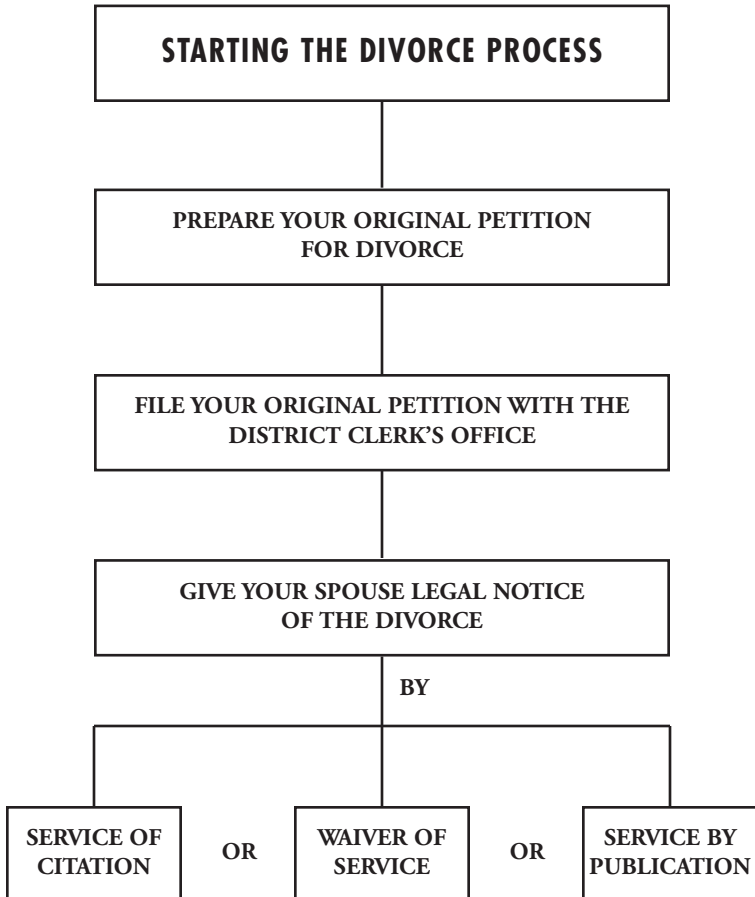 STARTING THE DIVORCE PROCESS
PREPARE YOUR ORIGINAL PETITION
FOR DIVORCE
FILE YOUR ORIGINAL PETITION WITH THE
DISTRICT CLERK’S OFFICE
GIVE YOUR SPOUSE LEGAL NOTICE
OF THE DIVORCE
BY
SERVICE OF
CITATION
OR
WAIVER OF
SERVICE
OR
SERVICE BY
PUBLICATION